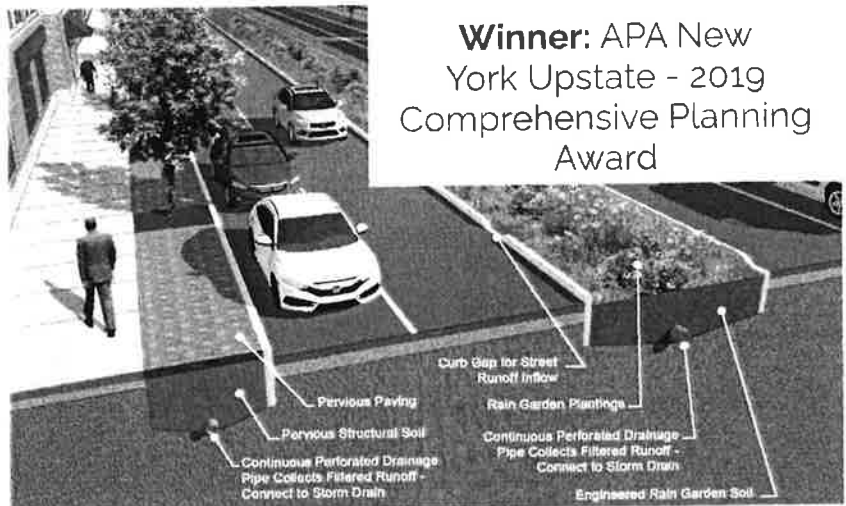 Winner: APA New
York Upstate - 2019
Comprehensive Planning
Award
Curb Gap for Street
Runoff Inflow
Pervious Paving
Rain Garden Plantings
Pervious Structural Soil
Continuous Perforated Drainage
Pipe Collects Filtered Runoff -
Connect to Storm Drain
Continuous Perforated Drainage
Pipe Collects Filtered Runoff -
Connect to Storm Drain
Engineered Rain Garden Soil